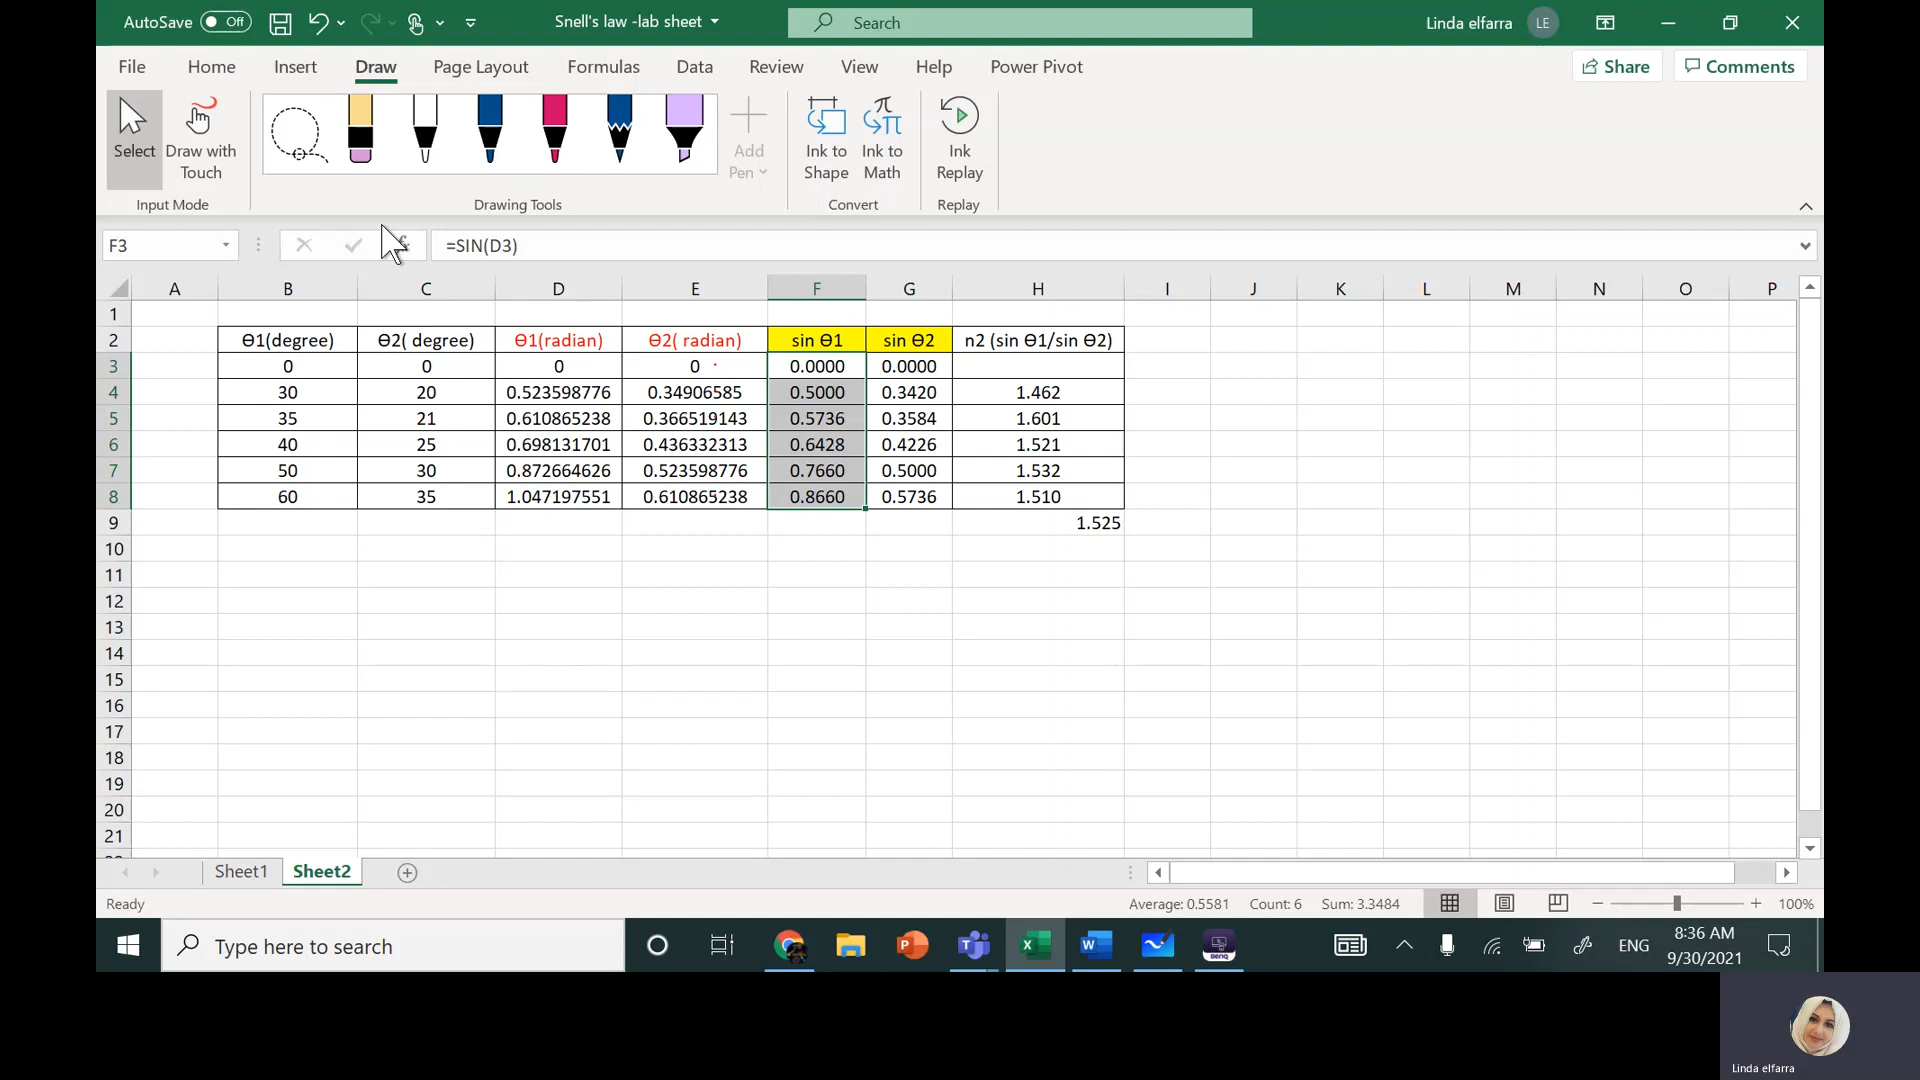 AutoSave Off Snell's law -lab sheet Search Linda elfarra LE
File Home Insert Draw Page Layout Formulas Data Review View Help Power Pivot Share Comments
Select Draw with Touch Add Pen Ink to Shape Ink to Math Ink Replay
Input Mode Drawing Tools Convert Replay
F3 =SIN(D3)
A B C D E F G H I J K L M N O P
1
2 ϴ1(degree) ϴ2( degree) ϴ1(radian) ϴ2( radian) sin ϴ1 sin ϴ2 n2 (sin ϴ1/sin ϴ2)
3 0 0 0 0 0.0000 0.0000
4 30 20 0.523598776 0.34906585 0.5000 0.3420 1.462
5 35 21 0.610865238 0.366519143 0.5736 0.3584 1.601
6 40 25 0.698131701 0.436332313 0.6428 0.4226 1.521
7 50 30 0.872664626 0.523598776 0.7660 0.5000 1.532
8 60 35 1.047197551 0.610865238 0.8660 0.5736 1.510
9 1.525
10
11
12
13
14
15
16
17
18
19
20
21
Sheet1 Sheet2
Ready Average: 0.5581 Count: 6 Sum: 3.3484 100%
Type here to search ENG 8:36 AM
9/30/2021
Linda elfarra